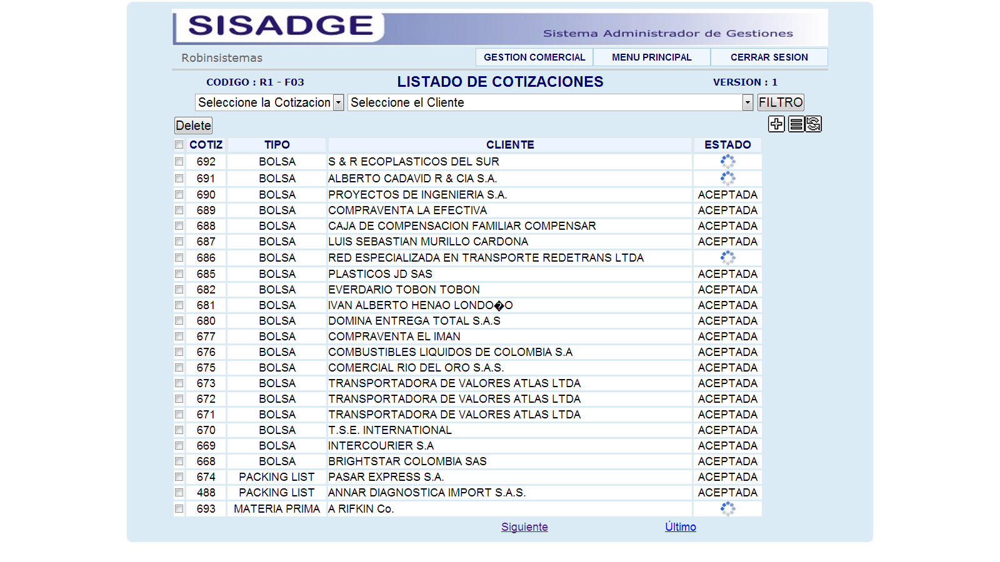 SISADGE
Sistema Administrador de Gestiones
Robinsistemas
GESTION COMERCIAL MENU PRINCIPAL CERRAR SESION
CODIGO : R1 - F03 LISTADO DE COTIZACIONES VERSION : 1
Seleccione la Cotizacion Seleccione el Cliente FILTRO
Delete
COTIZ TIPO CLIENTE ESTADO
692 BOLSA S & R ECOPLASTICOS DEL SUR
691 BOLSA ALBERTO CADAVID R & CIA S.A.
690 BOLSA PROYECTOS DE INGENIERIA S.A. ACEPTADA
689 BOLSA COMPRAVENTA LA EFECTIVA ACEPTADA
688 BOLSA CAJA DE COMPENSACION FAMILIAR COMPENSAR ACEPTADA
687 BOLSA LUIS SEBASTIAN MURILLO CARDONA ACEPTADA
686 BOLSA RED ESPECIALIZADA EN TRANSPORTE REDETRANS LTDA
685 BOLSA PLASTICOS JD SAS ACEPTADA
682 BOLSA EVERDARIO TOBON TOBON ACEPTADA
681 BOLSA IVAN ALBERTO HENAO LONDO�O ACEPTADA
680 BOLSA DOMINA ENTREGA TOTAL S.A.S ACEPTADA
677 BOLSA COMPRAVENTA EL IMAN ACEPTADA
676 BOLSA COMBUSTIBLES LIQUIDOS DE COLOMBIA S.A ACEPTADA
675 BOLSA COMERCIAL RIO DEL ORO S.A.S. ACEPTADA
673 BOLSA TRANSPORTADORA DE VALORES ATLAS LTDA ACEPTADA
672 BOLSA TRANSPORTADORA DE VALORES ATLAS LTDA ACEPTADA
671 BOLSA TRANSPORTADORA DE VALORES ATLAS LTDA ACEPTADA
670 BOLSA T.S.E. INTERNATIONAL ACEPTADA
669 BOLSA INTERCOURIER S.A ACEPTADA
668 BOLSA BRIGHTSTAR COLOMBIA SAS ACEPTADA
674 PACKING LIST PASAR EXPRESS S.A. ACEPTADA
488 PACKING LIST ANNAR DIAGNOSTICA IMPORT S.A.S. ACEPTADA
693 MATERIA PRIMA A RIFKIN Co.
Siguiente Último